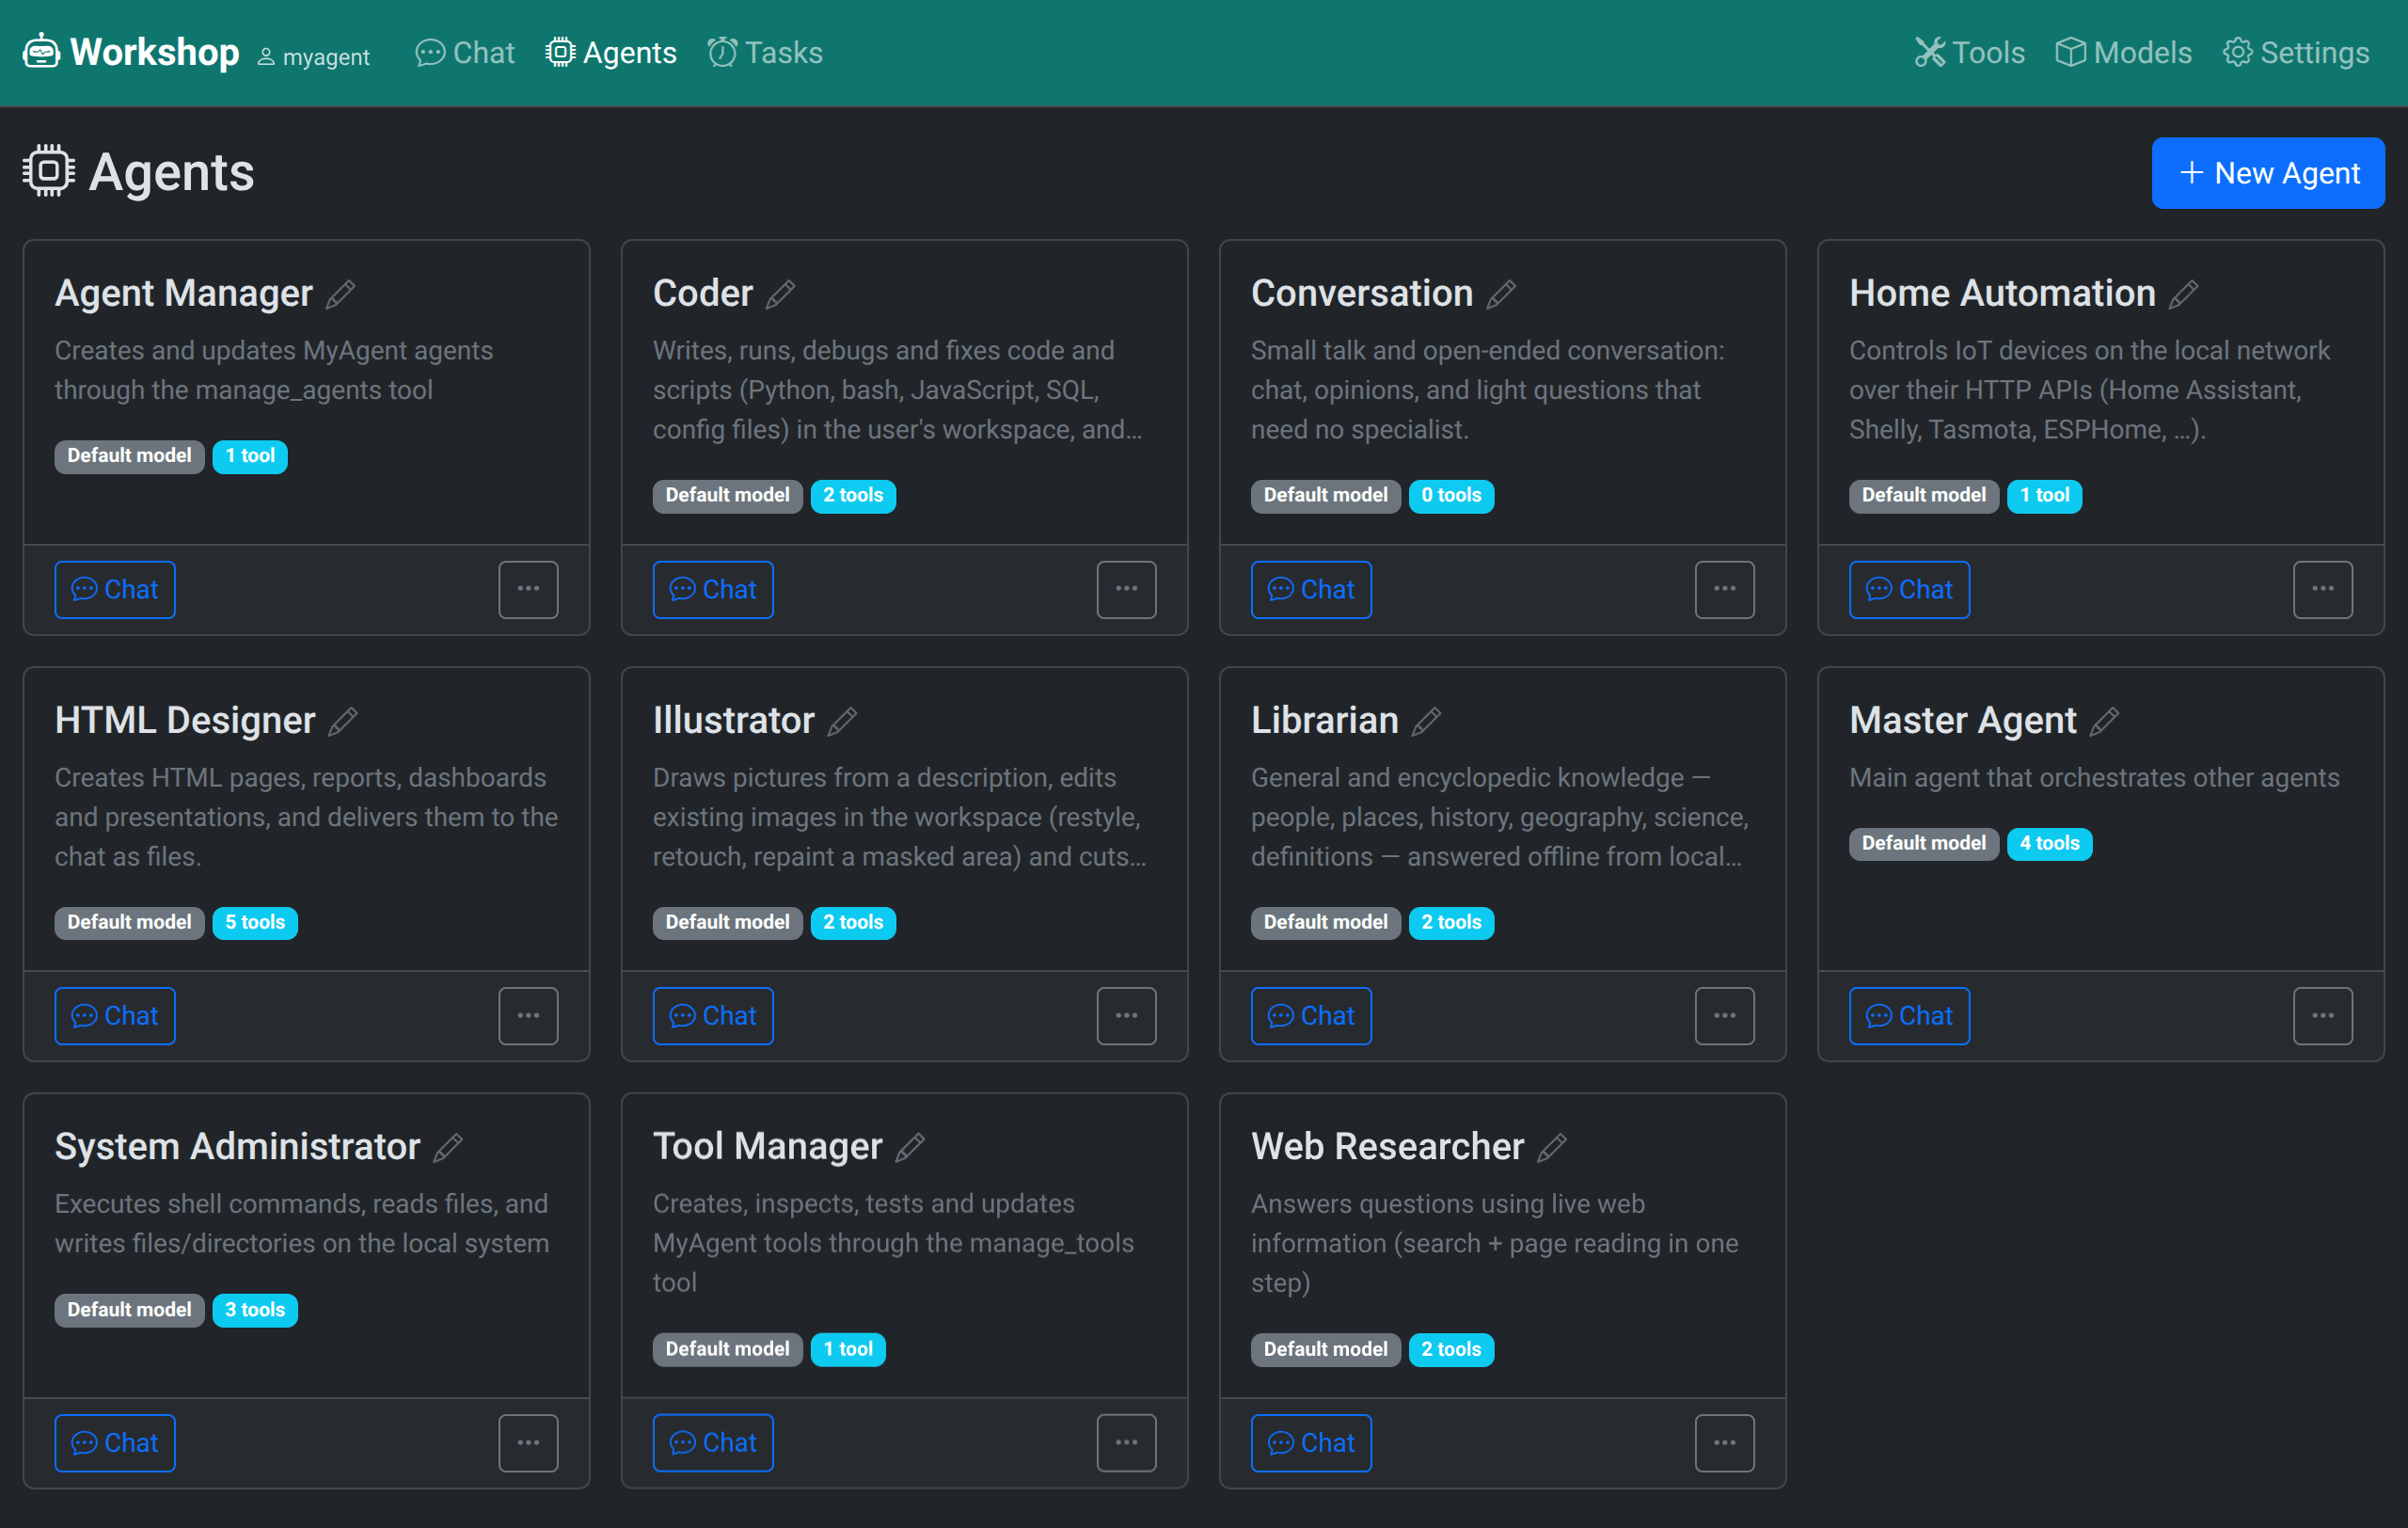 Workshop myagent Chat Agents Tasks Tools Models Settings
Agents
+ New Agent
Agent Manager
Creates and updates MyAgent agents
through the manage_agents tool
Default model 1 tool
Chat ...
Coder
Writes, runs, debugs and fixes code and
scripts (Python, bash, JavaScript, SQL,
config files) in the user's workspace, and...
Default model 2 tools
Chat ...
Conversation
Small talk and open-ended conversation:
chat, opinions, and light questions that
need no specialist.
Default model 0 tools
Chat ...
Home Automation
Controls IoT devices on the local network
over their HTTP APIs (Home Assistant,
Shelly, Tasmota, ESPHome, ...).
Default model 1 tool
Chat ...
HTML Designer
Creates HTML pages, reports, dashboards
and presentations, and delivers them to the
chat as files.
Default model 5 tools
Chat ...
Illustrator
Draws pictures from a description, edits
existing images in the workspace (restyle,
retouch, repaint a masked area) and cuts...
Default model 2 tools
Chat ...
Librarian
General and encyclopedic knowledge —
people, places, history, geography, science,
definitions — answered offline from local...
Default model 2 tools
Chat ...
Master Agent
Main agent that orchestrates other agents
Default model 4 tools
Chat ...
System Administrator
Executes shell commands, reads files, and
writes files/directories on the local system
Default model 3 tools
Chat ...
Tool Manager
Creates, inspects, tests and updates
MyAgent tools through the manage_tools
tool
Default model 1 tool
Chat ...
Web Researcher
Answers questions using live web
information (search + page reading in one
step)
Default model 2 tools
Chat ...